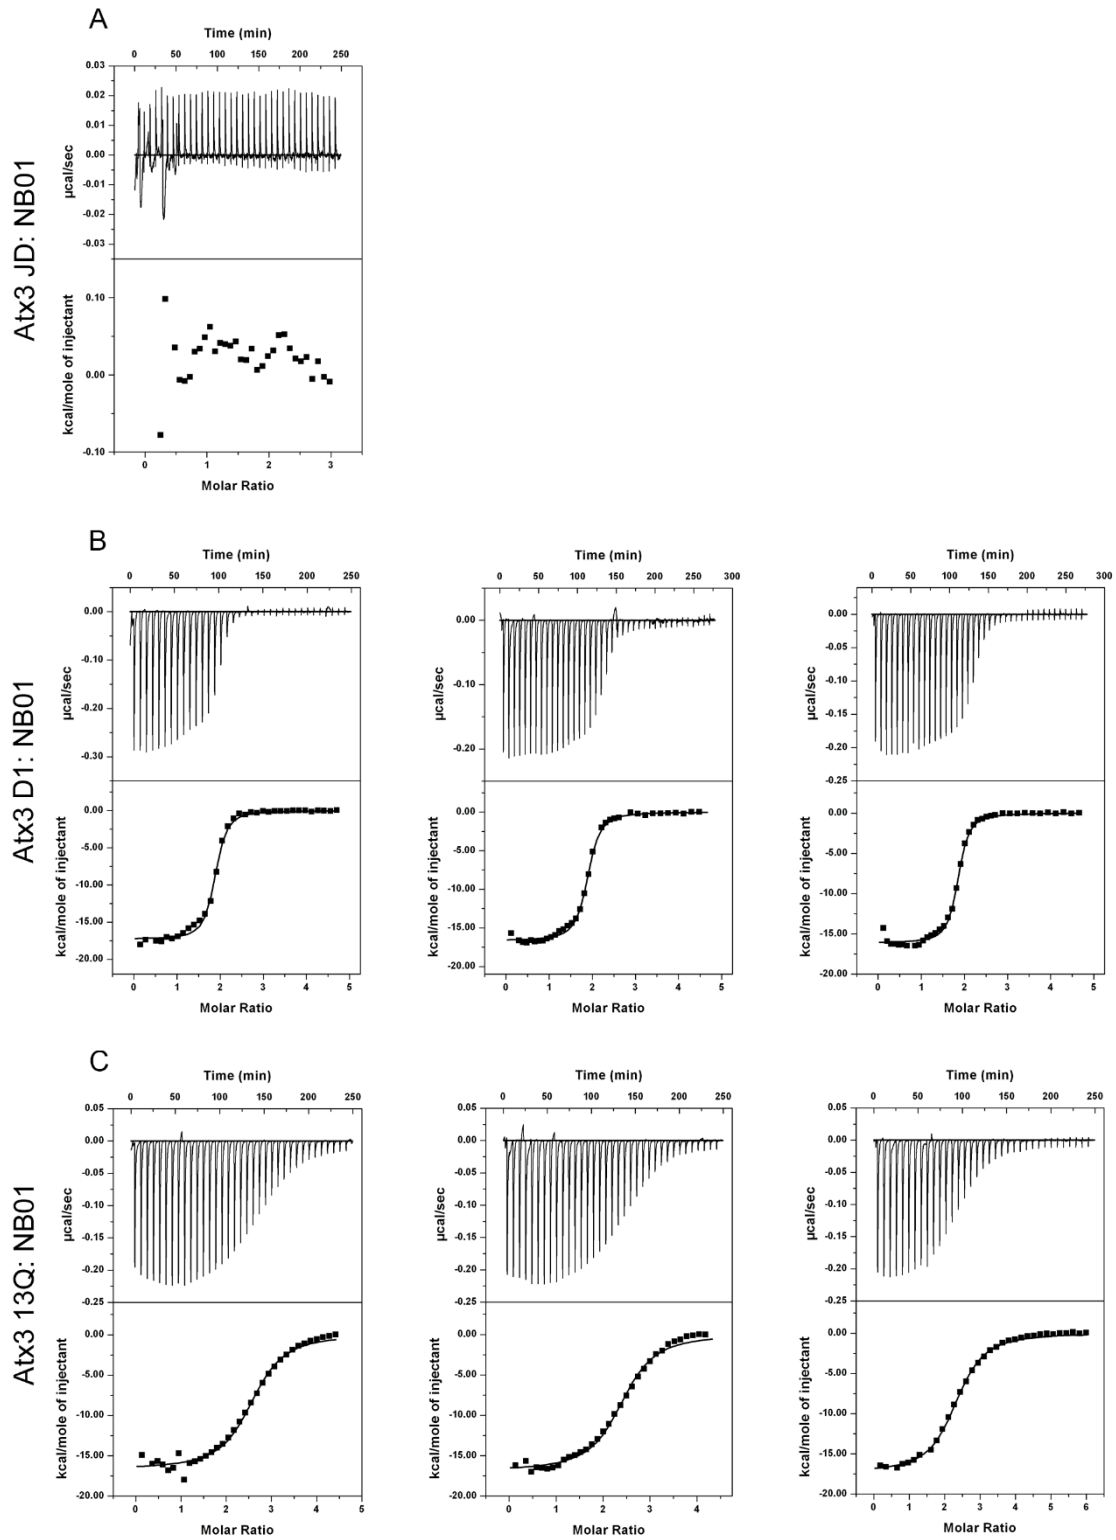 A
Time (min)
0 50 100 150 200 250
0.03
0.02
0.01
0.00
-0.01
-0.02
-0.03
µcal/sec
0.10
0.00
-0.10
kcal/mole of injectant
0 1 2 3
Molar Ratio
Atx3 JD: NB01
B
Time (min)
0 50 100 150 200 250
0.00
-0.10
-0.20
-0.30
µcal/sec
0.00
-5.00
-10.00
-15.00
-20.00
kcal/mole of injectant
0 1 2 3 4 5
Molar Ratio
Time (min)
0 50 100 150 200 250 300
0.00
-0.10
-0.20
µcal/sec
0.00
-5.00
-10.00
-15.00
-20.00
kcal/mole of injectant
0 1 2 3 4 5
Molar Ratio
Time (min)
0 50 100 150 200 250 300
0.00
-0.05
-0.10
-0.15
-0.20
-0.25
µcal/sec
0.00
-5.00
-10.00
-15.00
-20.00
kcal/mole of injectant
0 1 2 3 4 5
Molar Ratio
Atx3 D1: NB01
C
Time (min)
0 50 100 150 200 250
0.05
0.00
-0.05
-0.10
-0.15
-0.20
-0.25
µcal/sec
0.00
-5.00
-10.00
-15.00
-20.00
kcal/mole of injectant
0 1 2 3 4 5
Molar Ratio
Time (min)
0 50 100 150 200 250
0.05
0.00
-0.05
-0.10
-0.15
-0.20
-0.25
µcal/sec
0.00
-5.00
-10.00
-15.00
-20.00
kcal/mole of injectant
0 1 2 3 4
Molar Ratio
Time (min)
0 50 100 150 200 250
0.05
0.00
-0.05
-0.10
-0.15
-0.20
-0.25
µcal/sec
0.00
-5.00
-10.00
-15.00
-20.00
kcal/mole of injectant
0 1 2 3 4 5 6
Molar Ratio
Atx3 13Q: NB01